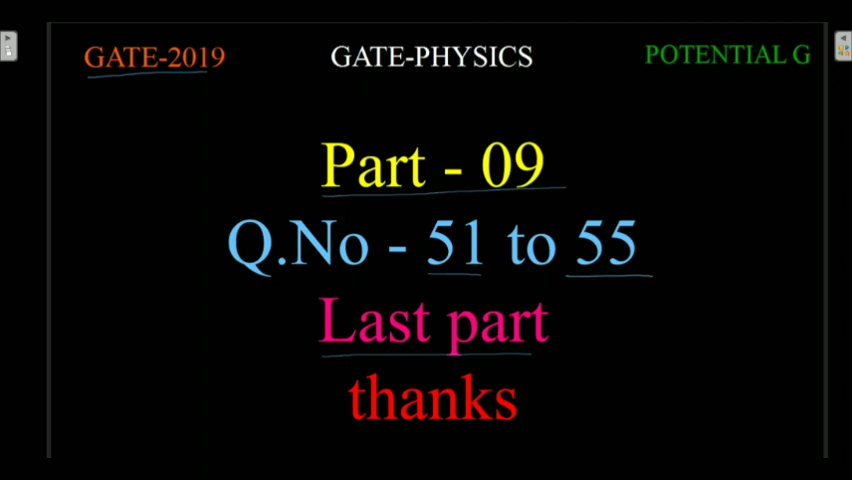 GATE-2019 GATE-PHYSICS POTENTIAL G
Part - 09
Q.No - 51 to 55
Last part
thanks